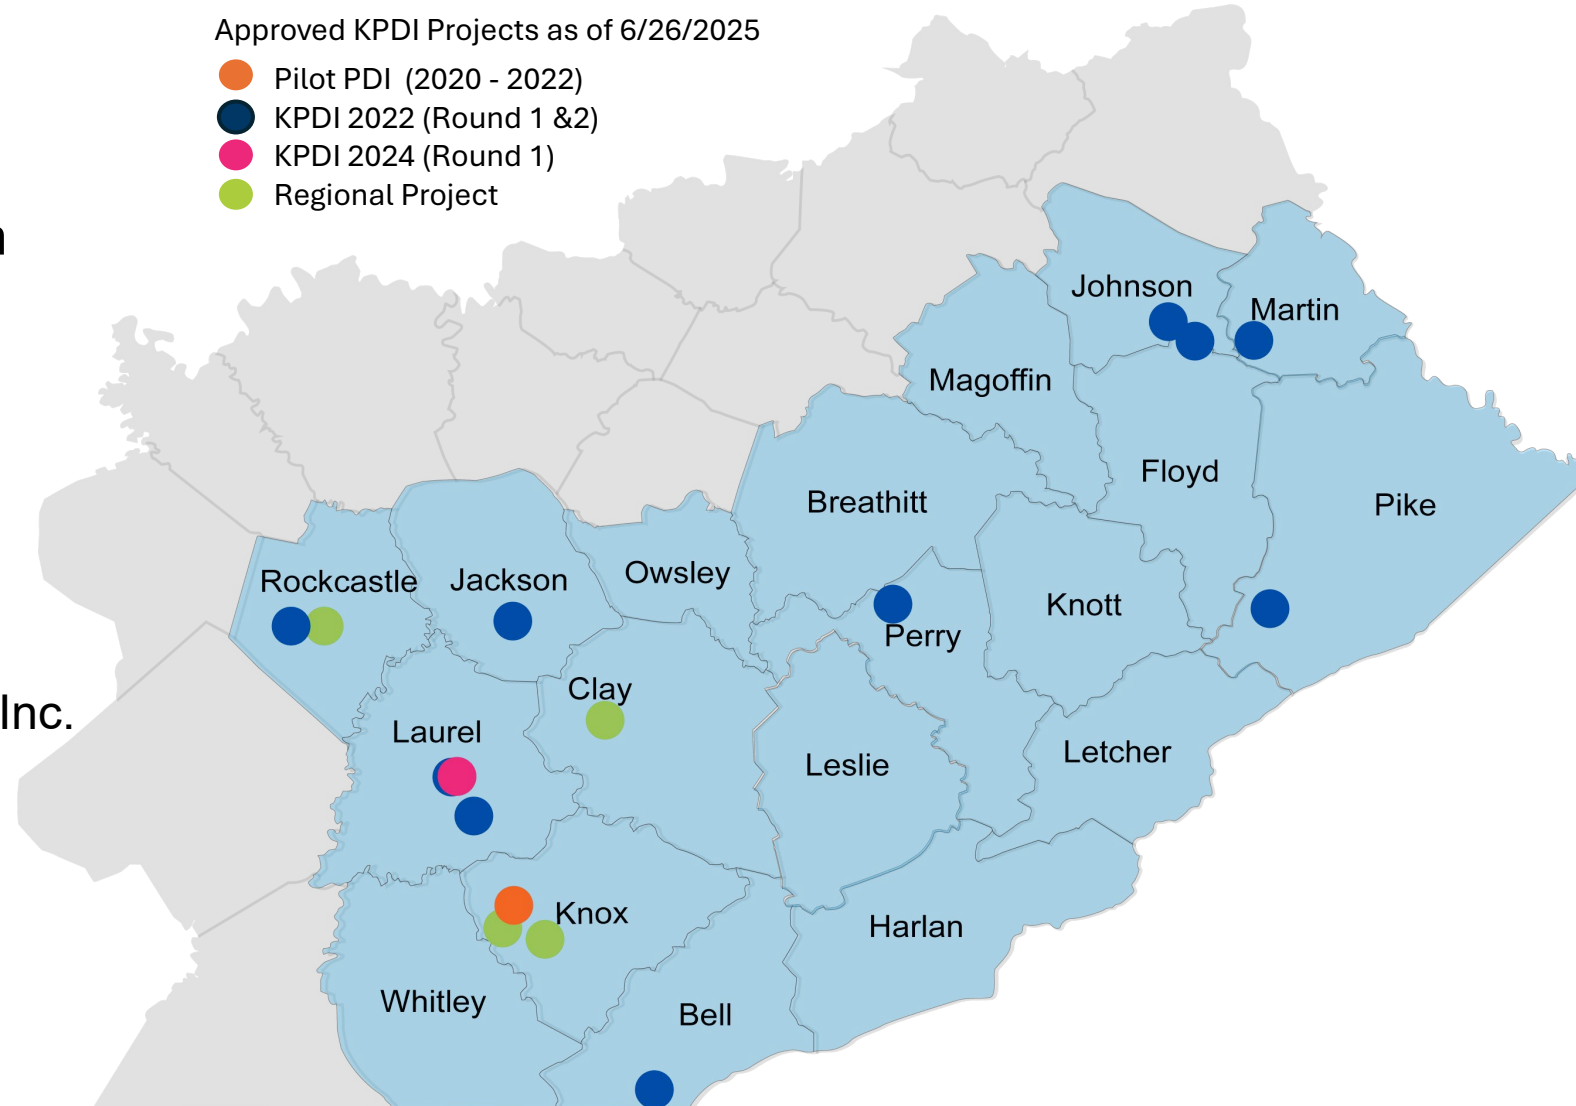 Approved KPDI Projects as of 6/26/2025
Pilot PDI (2020 - 2022)
KPDI 2022 (Round 1 &2)
KPDI 2024 (Round 1)
Regional Project
Johnson
Martin
Magoffin
Floyd
Breathitt
Pike
Rockcastle
Jackson
Owsley
Knott
Perry
Clay
Inc.
Laurel
Leslie
Letcher
Knox
Harlan
Whitley
Bell